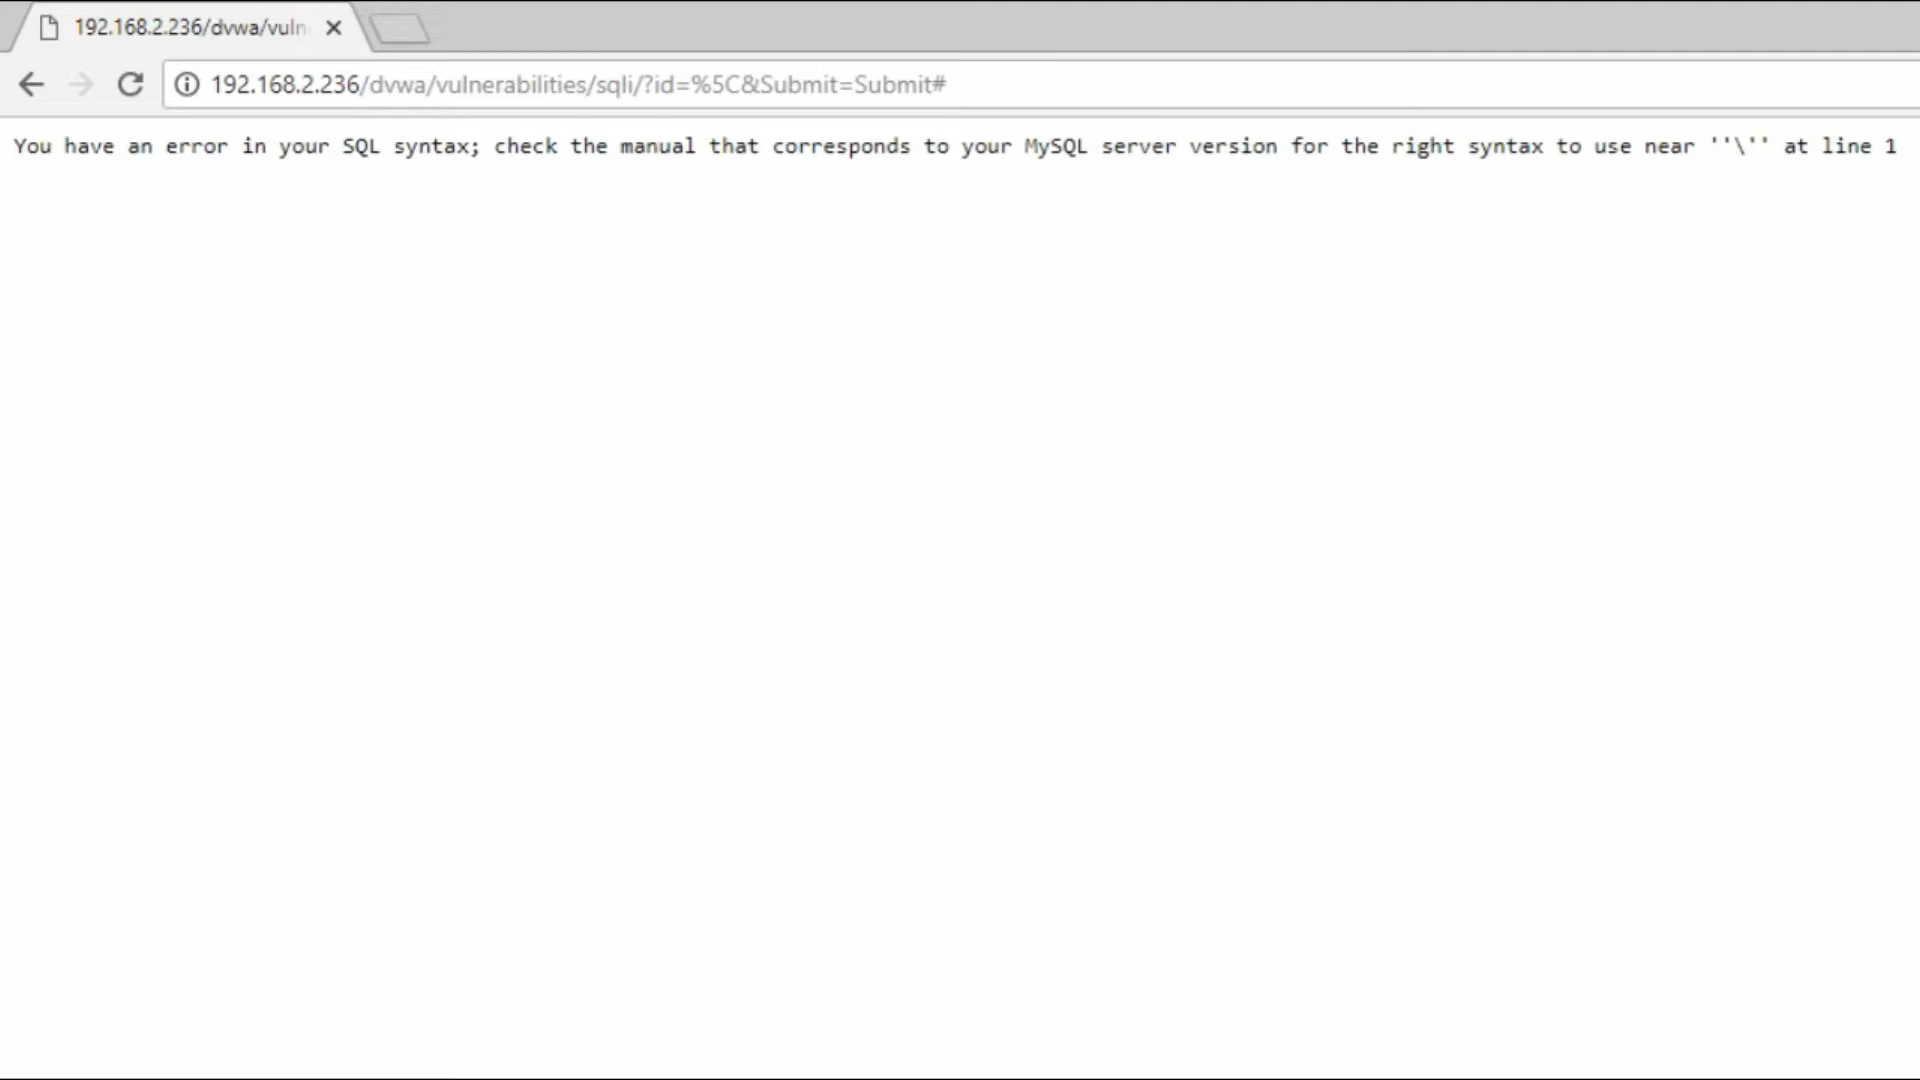 192.168.2.236/dvwa/vuln
192.168.2.236/dvwa/vulnerabilities/sqli/?id=%5C&Submit=Submit#
You have an error in your SQL syntax; check the manual that corresponds to your MySQL server version for the right syntax to use near ''\'' at line 1